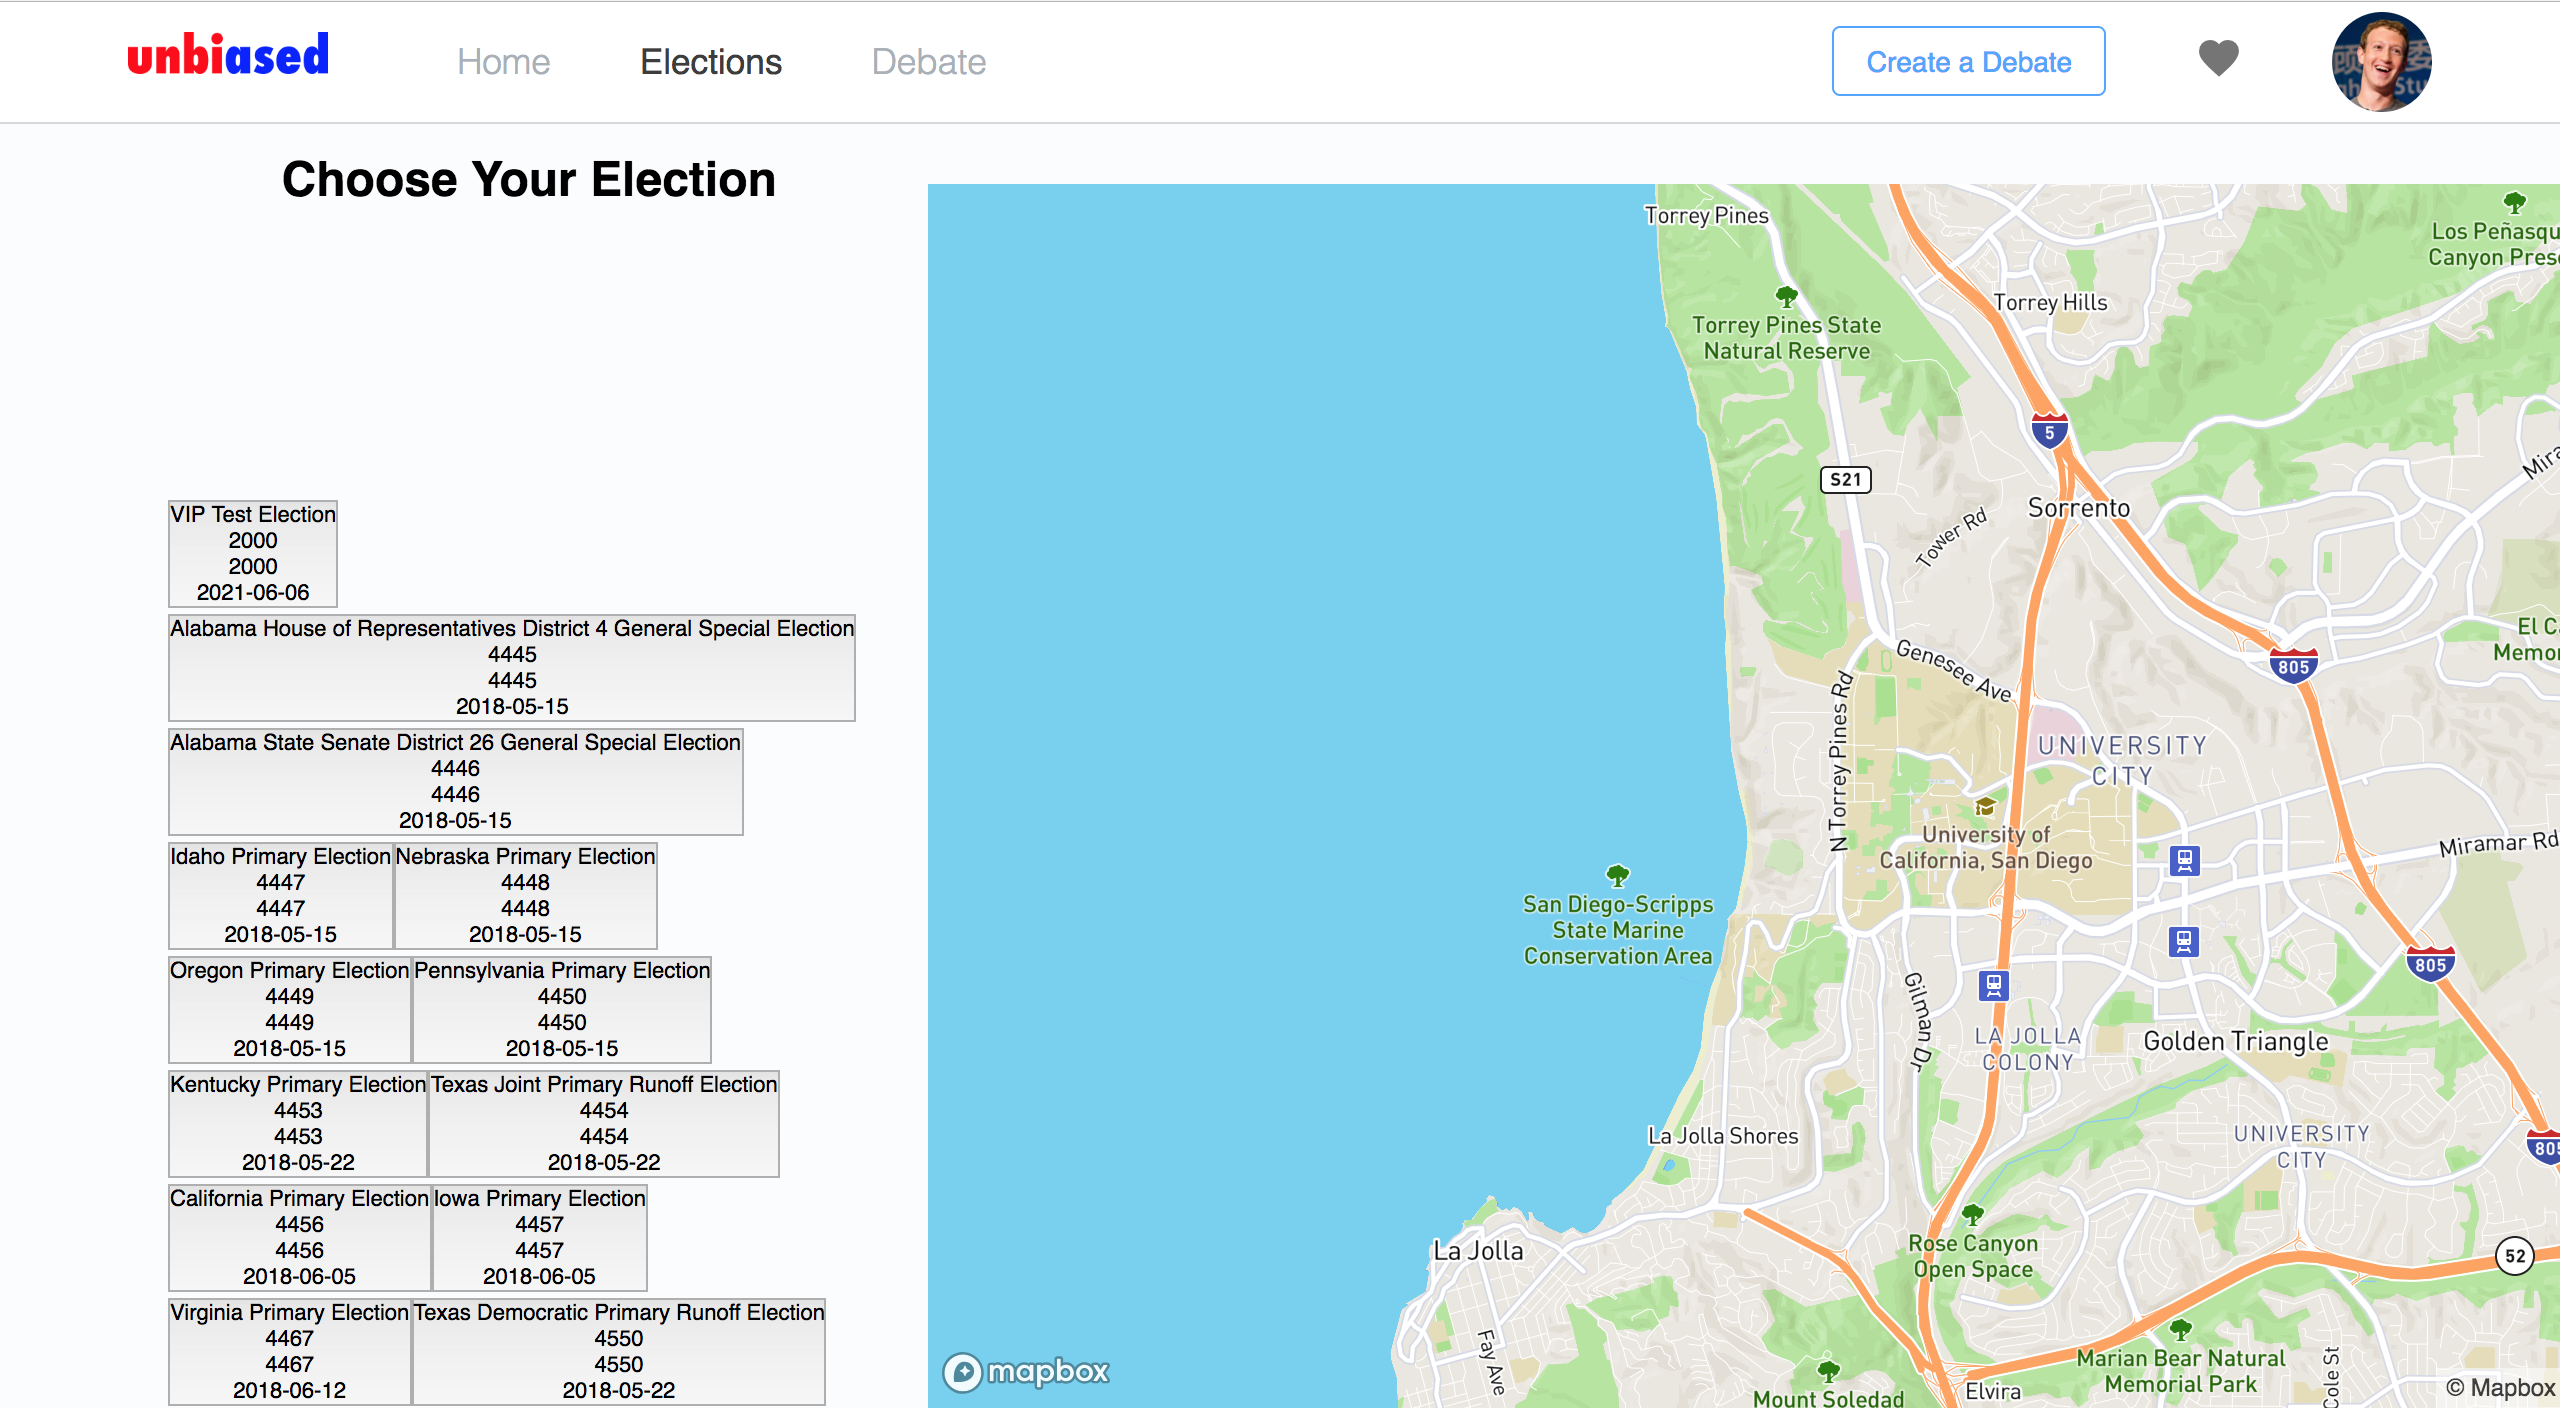 unbiased
Home
Elections
Debate
Create a Debate
Choose Your Election
VIP Test Election
2000
2000
2021-06-06
Alabama House of Representatives District 4 General Special Election
4445
4445
2018-05-15
Alabama State Senate District 26 General Special Election
4446
4446
2018-05-15
Idaho Primary Election
4447
4447
2018-05-15
Nebraska Primary Election
4448
4448
2018-05-15
Oregon Primary Election
4449
4449
2018-05-15
Pennsylvania Primary Election
4450
4450
2018-05-15
Kentucky Primary Election
4453
4453
2018-05-22
Texas Joint Primary Runoff Election
4454
4454
2018-05-22
California Primary Election
4456
4456
2018-06-05
Iowa Primary Election
4457
4457
2018-06-05
Virginia Primary Election
4467
4467
2018-06-12
Texas Democratic Primary Runoff Election
4550
4550
2018-05-22
Torrey Pines
Los Peñasqu
Canyon Pres
Torrey Hills
Torrey Pines State
Natural Reserve
5
Mira
S21
Sorrento
Tower Rd
El C
Memor
Genesee Ave
805
N Torrey Pines Rd
UNIVERSITY
CITY
University of
California, San Diego
Miramar Rd
San Diego-Scripps
State Marine
Conservation Area
805
Gilman Dr
LA JOLLA
COLONY
Golden Triangle
La Jolla Shores
UNIVERSITY
CITY
805
La Jolla
Rose Canyon
Open Space
52
Fay Ave
Marian Bear Natural
Memorial Park
Cole St
Mount Soledad
Elvira
mapbox
© Mapbox